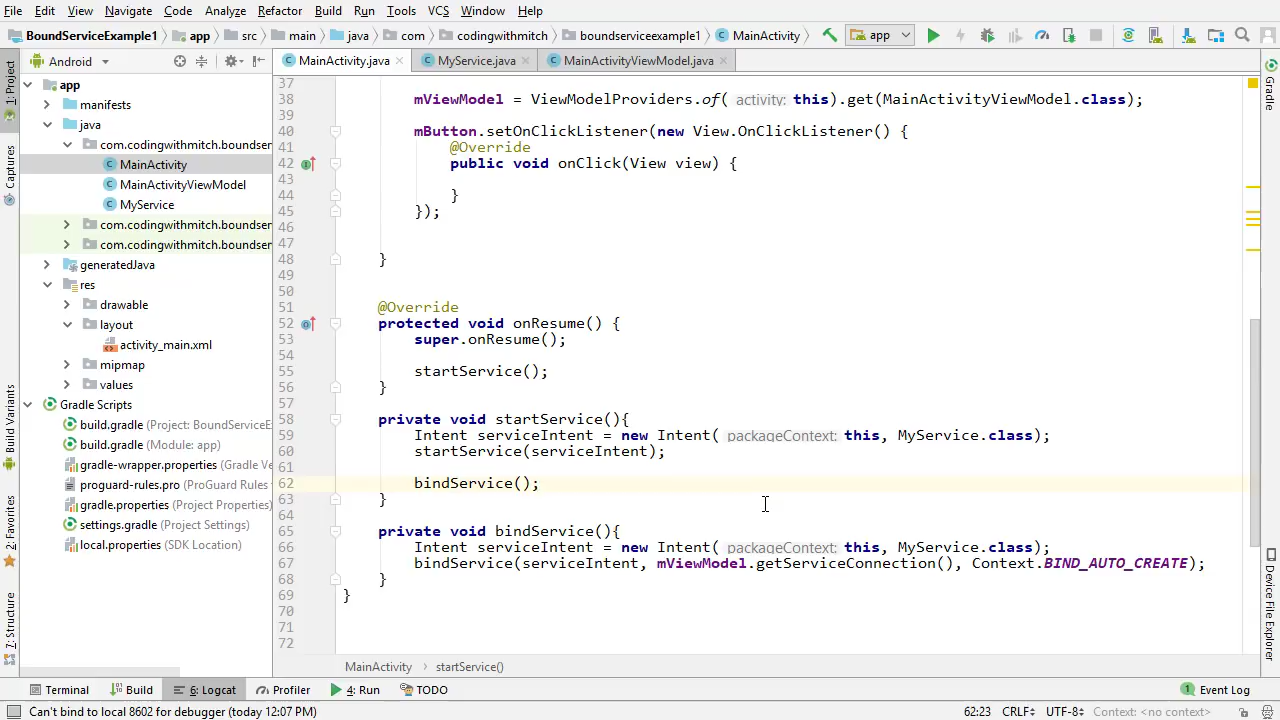 File Edit View Navigate Code Analyze Refactor Build Run Tools VCS Window Help
BoundServiceExample1 app src main java com codingwithmitch boundserviceexample1 MainActivity app
1: Project
Captures
Build Variants
2: Favorites
7: Structure
Android
app
manifests
java
com.codingwithmitch.boundser
MainActivity
MainActivityViewModel
MyService
com.codingwithmitch.boundser
com.codingwithmitch.boundser
generatedJava
res
drawable
layout
activity_main.xml
mipmap
values
Gradle Scripts
build.gradle (Project: BoundServiceE
build.gradle (Module: app)
gradle-wrapper.properties (Gradle Ve
proguard-rules.pro (ProGuard Rules
gradle.properties (Project Properties)
settings.gradle (Project Settings)
local.properties (SDK Location)
MainActivity.java MyService.java MainActivityViewModel.java
37
38 mViewModel = ViewModelProviders.of( activity: this).get(MainActivityViewModel.class);
39
40 mButton.setOnClickListener(new View.OnClickListener() {
41 @Override
42 public void onClick(View view) {
43
44 }
45 });
46
47
48 }
49
50
51 @Override
52 protected void onResume() {
53 super.onResume();
54
55 startService();
56 }
57
58 private void startService(){
59 Intent serviceIntent = new Intent( packageContext: this, MyService.class);
60 startService(serviceIntent);
61
62 bindService();
63 }
64
65 private void bindService(){
66 Intent serviceIntent = new Intent( packageContext: this, MyService.class);
67 bindService(serviceIntent, mViewModel.getServiceConnection(), Context.BIND_AUTO_CREATE);
68 }
69 }
70
71
72
MainActivity startService()
Gradle
Device File Explorer
Terminal Build 6: Logcat Profiler 4: Run TODO 1 Event Log
Can't bind to local 8602 for debugger (today 12:07 PM) 62:23 CRLF UTF-8 Context: <no context>